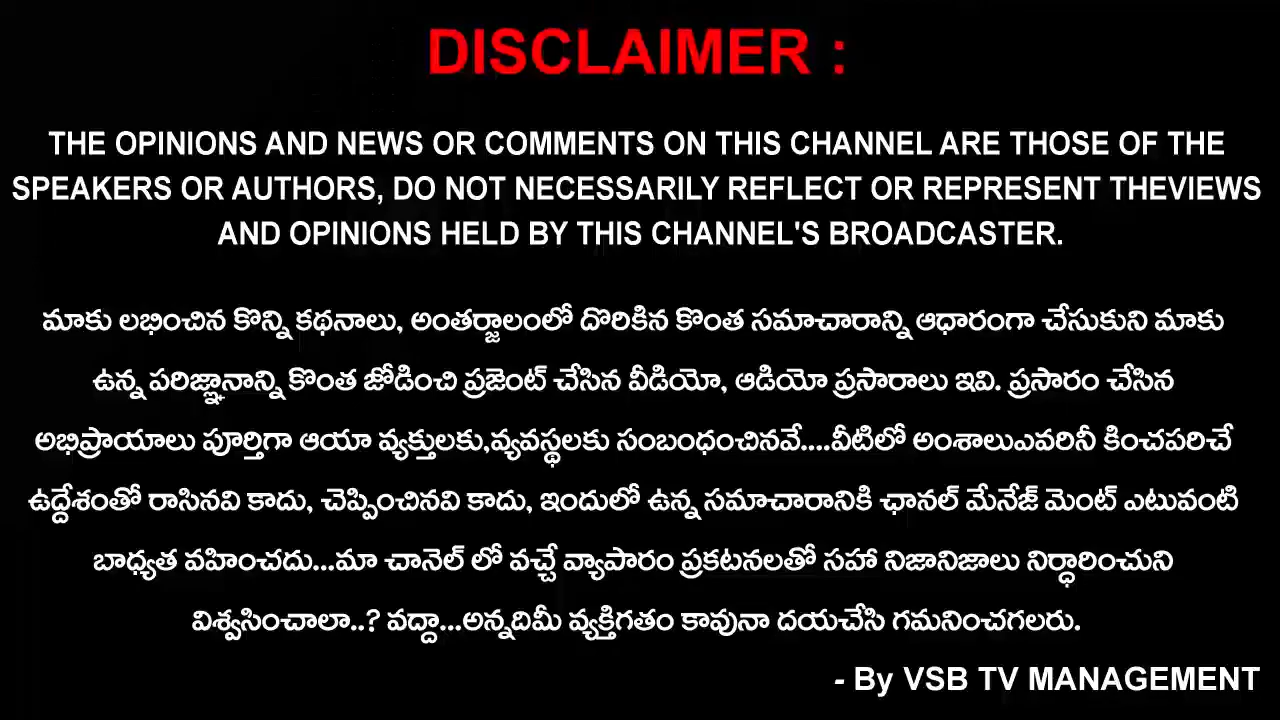 DISCLAIMER :
THE OPINIONS AND NEWS OR COMMENTS ON THIS CHANNEL ARE THOSE OF THE
SPEAKERS OR AUTHORS, DO NOT NECESSARILY REFLECT OR REPRESENT THEVIEWS
AND OPINIONS HELD BY THIS CHANNEL'S BROADCASTER.
మాకు లభించిన కొన్ని కథనాలు, అంతర్జాలంలో దొరికిన కొంత సమాచారాన్ని ఆధారంగా చేసుకుని మాకు
ఉన్న పరిజ్ఞానాన్ని కొంత జోడించి ప్రజెంట్ చేసిన వీడియో, ఆడియో ప్రసారాలు ఇవి. ప్రసారం చేసిన
అభిప్రాయాలు పూర్తిగా ఆయా వ్యక్తులకు,వ్యవస్థలకు సంబంధంచినవే....వీటిలో అంశాలుఎవరినీ కించపరిచే
ఉద్దేశంతో రాసినవి కాదు, చెప్పించినవి కాదు, ఇందులో ఉన్న సమాచారానికి ఛానల్ మేనేజ్ మెంట్ ఎటువంటి
బాధ్యత వహించదు...మా చానెల్ లో వచ్చే వ్యాపారం ప్రకటనలతో సహా నిజానిజాలు నిర్ధారించుని
విశ్వసించాలా..? వద్దా...అన్నదిమీ వ్యక్తిగతం కావునా దయచేసి గమనించగలరు.
- By VSB TV MANAGEMENT